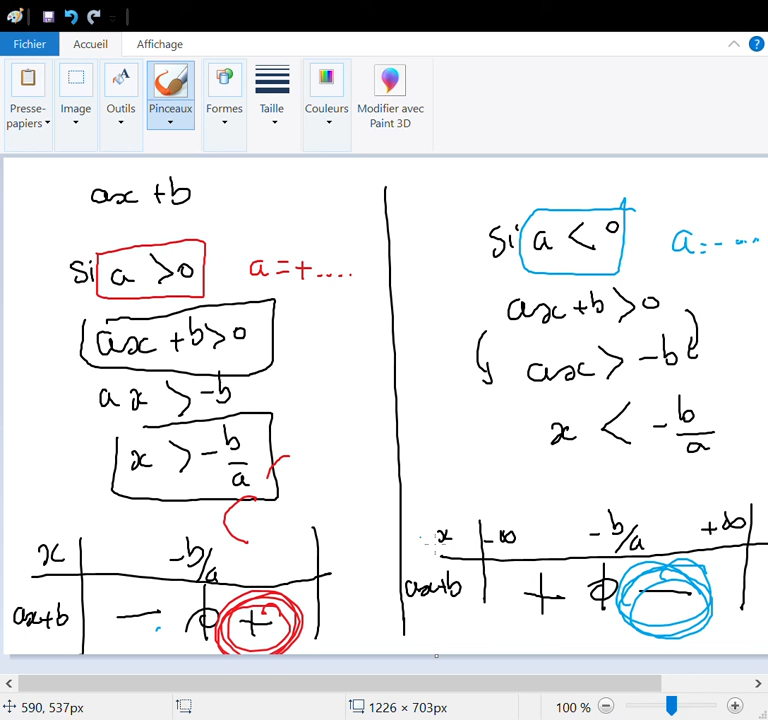 Fichier Accueil Affichage
Presse-papiers Image Outils Pinceaux Formes Taille Couleurs Modifier avec Paint 3D
ax + b
Si a > 0 a = + ....
ax + b > 0
a x > -b
x > - b/a
x -b/a
ax+b — 0 +
Si a < 0 a = - ....
ax + b > 0
ax > -b
x < - b/a
x -∞ -b/a +∞
ax+b + 0 —
590, 537px 1226 × 703px 100 %